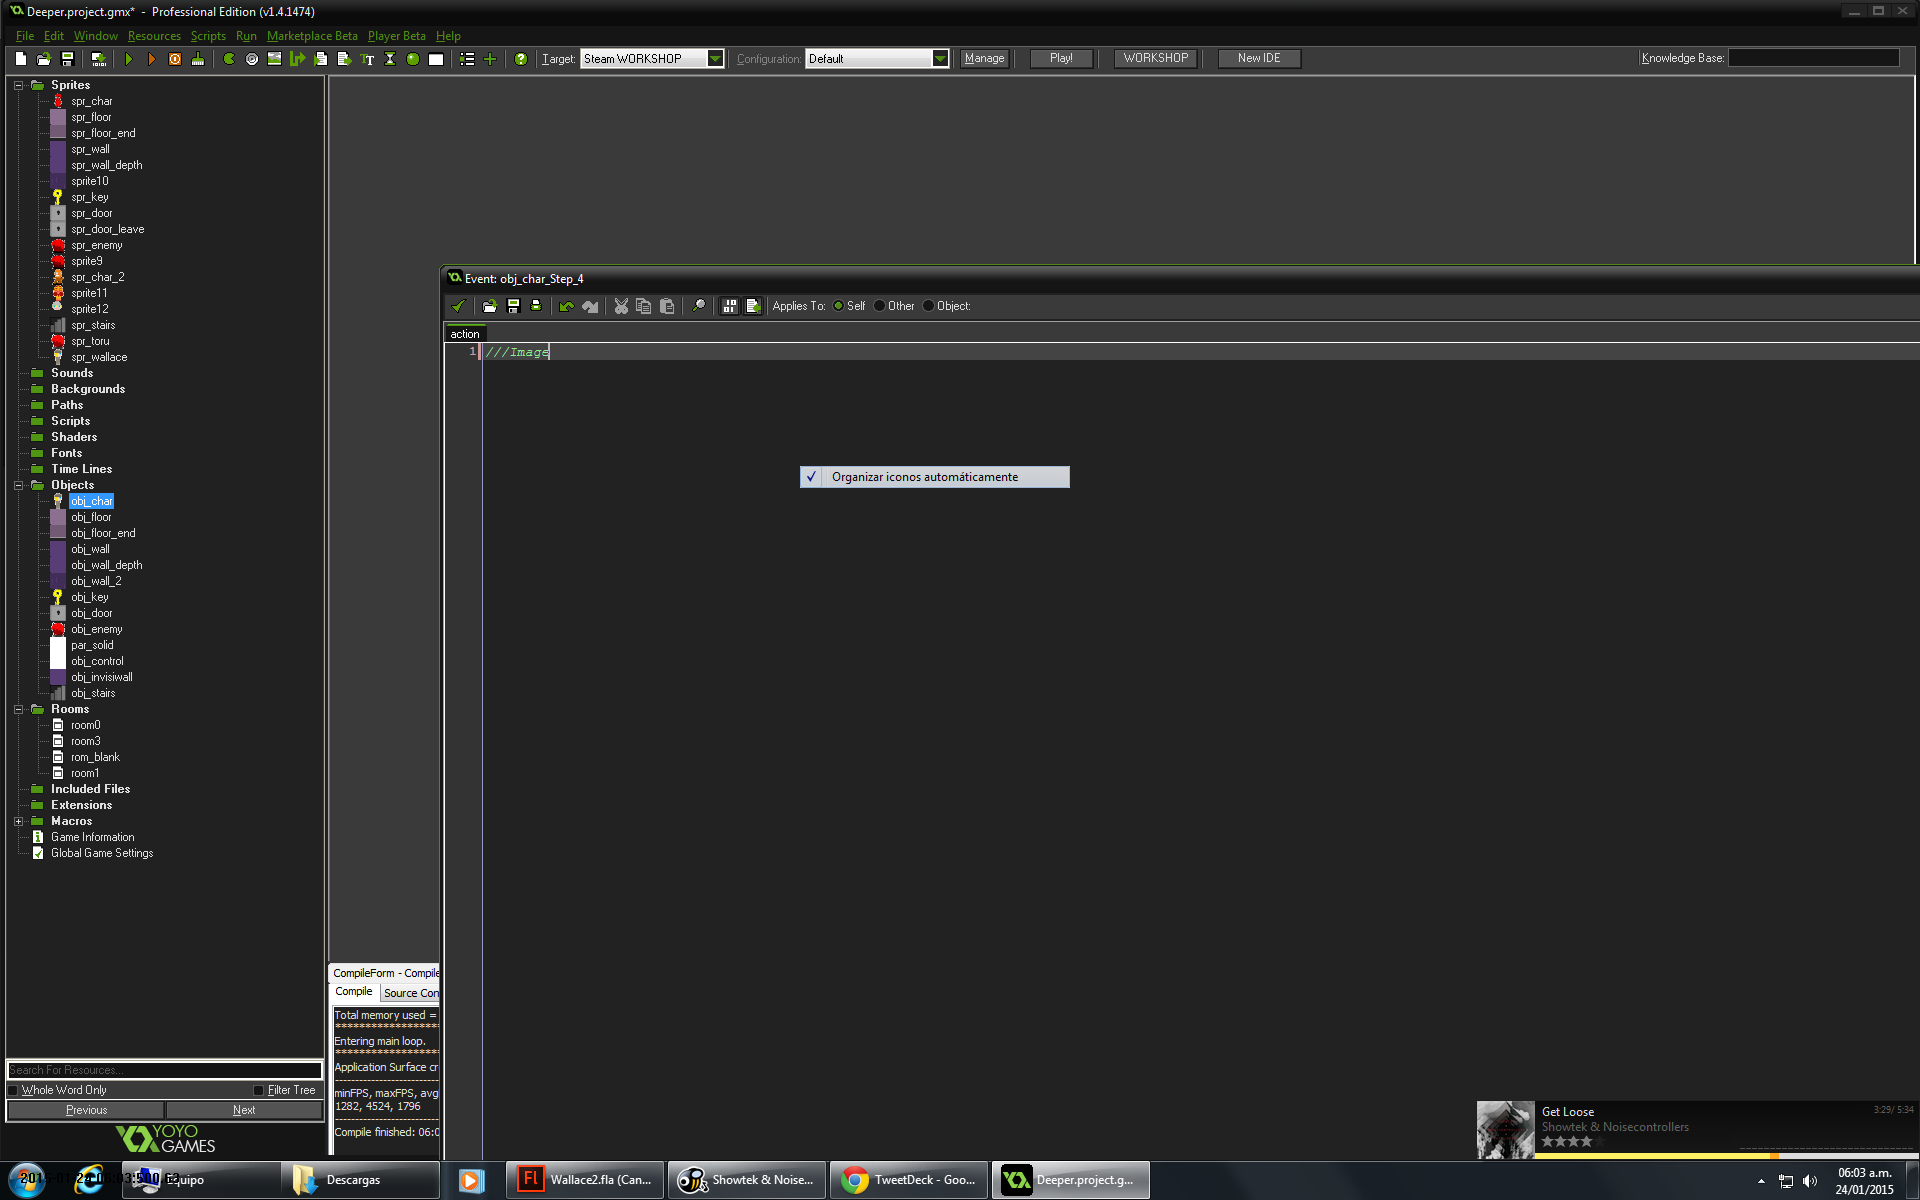 Deeper.project.gmx* - Professional Edition (v1.4.1474)
File Edit Window Resources Scripts Run Marketplace Beta Player Beta Help
Target: Steam WORKSHOP Configuration: Default Manage Play! WORKSHOP New IDE Knowledge Base:
Sprites
spr_char
spr_floor
spr_floor_end
spr_wall
spr_wall_depth
sprite10
spr_key
spr_door
spr_door_leave
spr_enemy
sprite9
spr_char_2
sprite11
sprite12
spr_stairs
spr_toru
spr_wallace
Sounds
Backgrounds
Paths
Scripts
Shaders
Fonts
Time Lines
Objects
obj_char
obj_floor
obj_floor_end
obj_wall
obj_wall_depth
obj_wall_2
obj_key
obj_door
obj_enemy
par_solid
obj_control
obj_invisiwall
obj_stairs
Rooms
room0
room3
rom_blank
room1
Included Files
Extensions
Macros
Game Information
Global Game Settings
Search For Resources...
Whole Word Only Filter Tree
Previous Next
YOYO
GAMES
Event: obj_char_Step_4
Applies To: Self Other Object:
action
1 ///Image
Organizar iconos automáticamente
CompileForm - Compile
Compile Source Con
Total memory used =
************************
Entering main loop.
************************
Application Surface cr
minFPS, maxFPS, avg
1282, 4524, 1796
Compile finished: 06:0
Get Loose 3:29/ 5:34
Showtek & Noisecontrollers
Equipo
Descargas
Fl Wallace2.fla (Can...
Showtek & Noise...
TweetDeck - Goo...
Deeper.project.g...
06:03 a.m.
24/01/2015